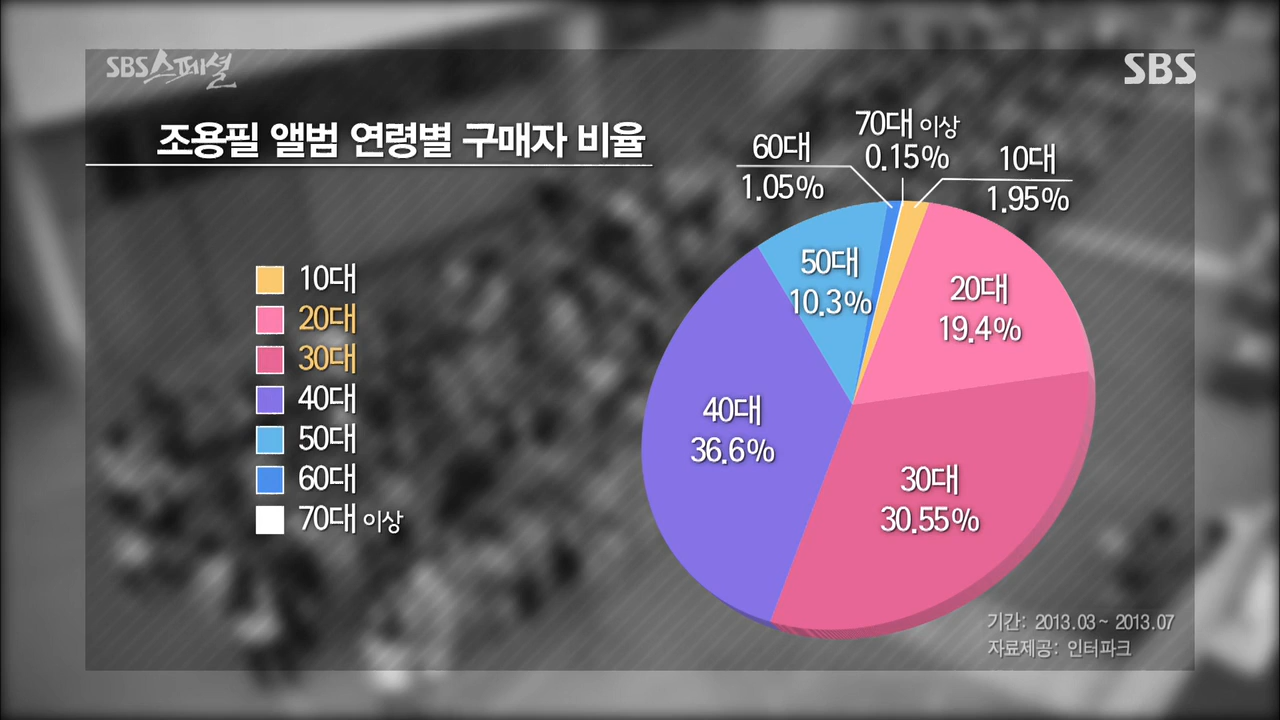 SBS스페셜
SBS
조용필 앨범 연령별 구매자 비율
70대 이상
0.15%
60대
1.05%
10대
1.95%
50대
10.3%
20대
19.4%
40대
36.6%
30대
30.55%
10대
20대
30대
40대
50대
60대
70대 이상
기간: 2013.03~ 2013.07
자료제공: 인터파크